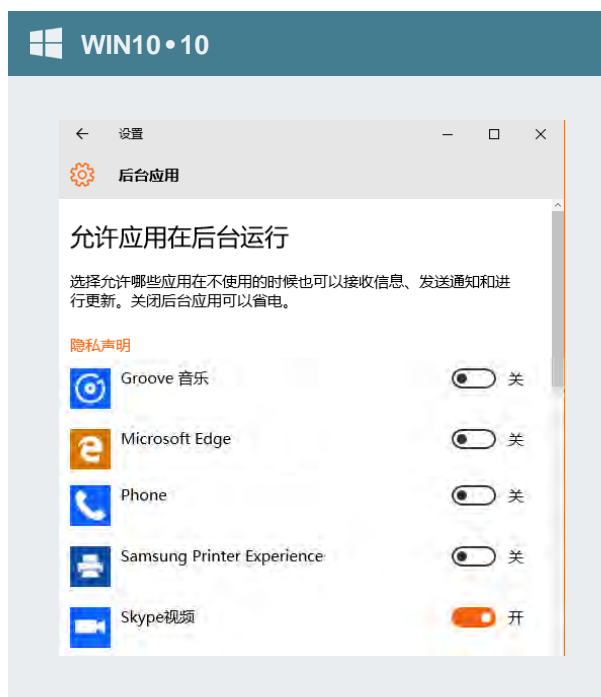 WIN10•10
设置
后台应用
允许应用在后台运行
选择允许哪些应用在不使用的时候也可以接收信息、发送通知和进
行更新。关闭后台应用可以省电。
隐私声明
Groove 音乐 关
Microsoft Edge 关
Phone 关
Samsung Printer Experience 关
Skype视频 开